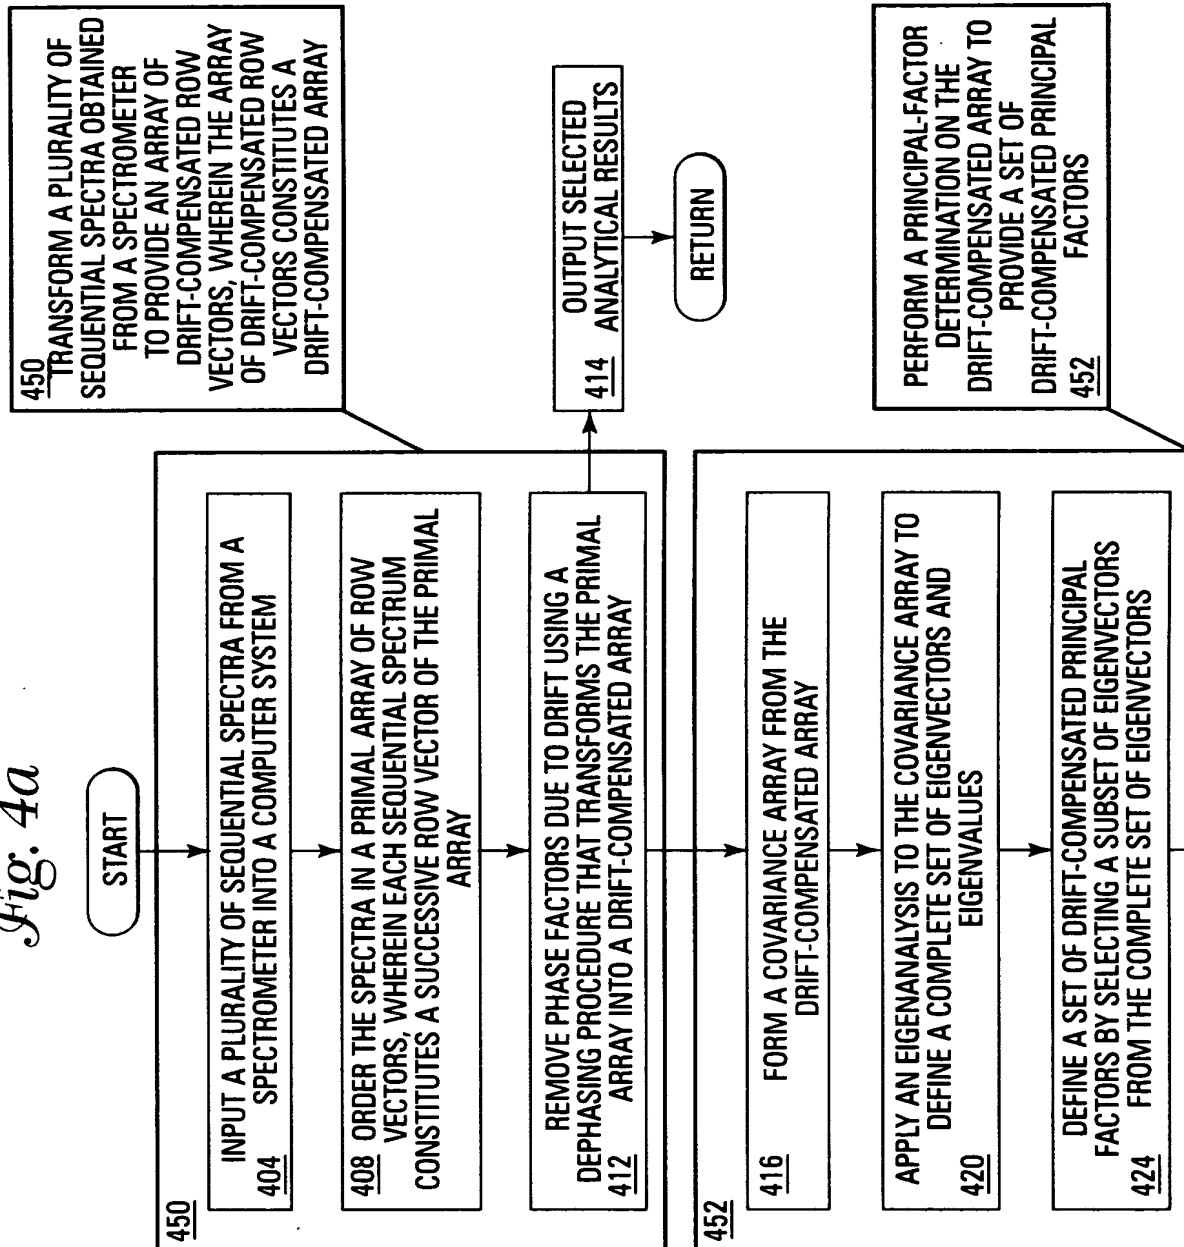 Fig. 4a
START
450
INPUT A PLURALITY OF SEQUENTIAL SPECTRA FROM A
SPECTROMETER INTO A COMPUTER SYSTEM
404
408 ORDER THE SPECTRA IN A PRIMAL ARRAY OF ROW
VECTORS, WHEREIN EACH SEQUENTIAL SPECTRUM
CONSTITUTES A SUCCESSIVE ROW VECTOR OF THE PRIMAL
ARRAY
REMOVE PHASE FACTORS DUE TO DRIFT USING A
DEPHASING PROCEDURE THAT TRANSFORMS THE PRIMAL
ARRAY INTO A DRIFT-COMPENSATED ARRAY
412
450
TRANSFORM A PLURALITY OF
SEQUENTIAL SPECTRA OBTAINED
FROM A SPECTROMETER
TO PROVIDE AN ARRAY OF
DRIFT-COMPENSATED ROW
VECTORS, WHEREIN THE ARRAY
OF DRIFT-COMPENSATED ROW
VECTORS CONSTITUTES A
DRIFT-COMPENSATED ARRAY
OUTPUT SELECTED
ANALYTICAL RESULTS
414
RETURN
452
FORM A COVARIANCE ARRAY FROM THE
DRIFT-COMPENSATED ARRAY
416
APPLY AN EIGENANALYSIS TO THE COVARIANCE ARRAY TO
DEFINE A COMPLETE SET OF EIGENVECTORS AND
EIGENVALUES
420
DEFINE A SET OF DRIFT-COMPENSATED PRINCIPAL
FACTORS BY SELECTING A SUBSET OF EIGENVECTORS
FROM THE COMPLETE SET OF EIGENVECTORS
424
PERFORM A PRINCIPAL-FACTOR
DETERMINATION ON THE
DRIFT-COMPENSATED ARRAY TO
PROVIDE A SET OF
DRIFT-COMPENSATED PRINCIPAL
FACTORS
452